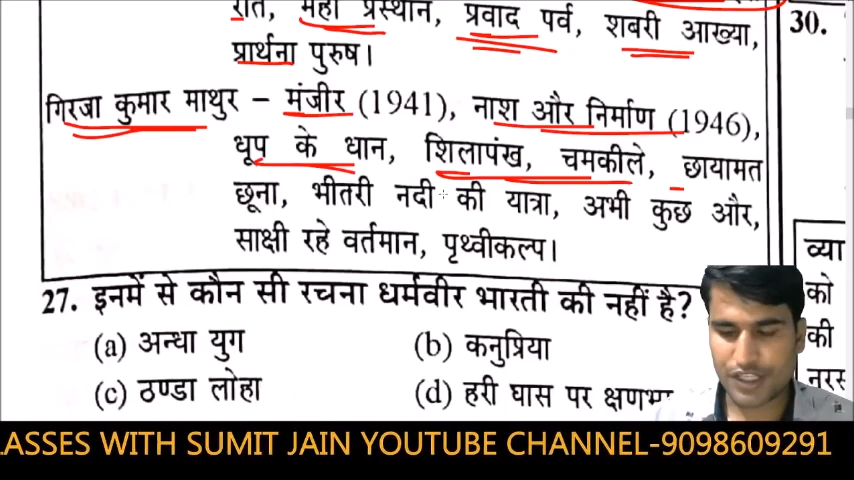 रात, महा प्रस्थान, प्रवाद पर्व, शबरी आख्या,
प्रार्थना पुरुष।
गिरजा कुमार माथुर – मंजीर (1941), नाश और निर्माण (1946),
धूप के धान, शिलापंख, चमकीले, छायामत
छूना, भीतरी नदी की यात्रा, अभी कुछ और,
साक्षी रहे वर्तमान, पृथ्वीकल्प।
27. इनमें से कौन सी रचना धर्मवीर भारती की नहीं है?
(a) अन्धा युग (b) कनुप्रिया
(c) ठण्डा लोहा (d) हरी घास पर
30.
व्या
को
की
नरस
LASSES WITH SUMIT JAIN YOUTUBE CHANNEL-9098609291